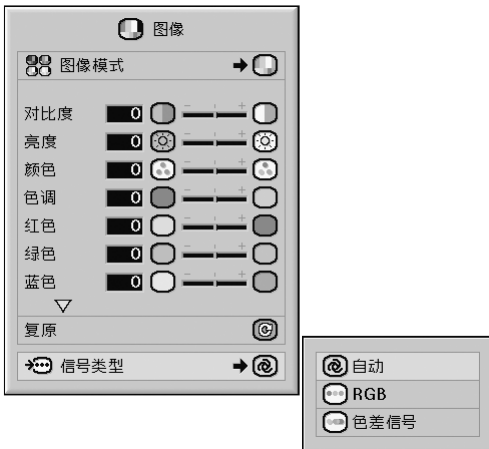 图像
图像模式
对比度 0
亮度 0
颜色 0
色调 0
红色 0
绿色 0
蓝色 0
复原
信号类型
自动
RGB
色差信号